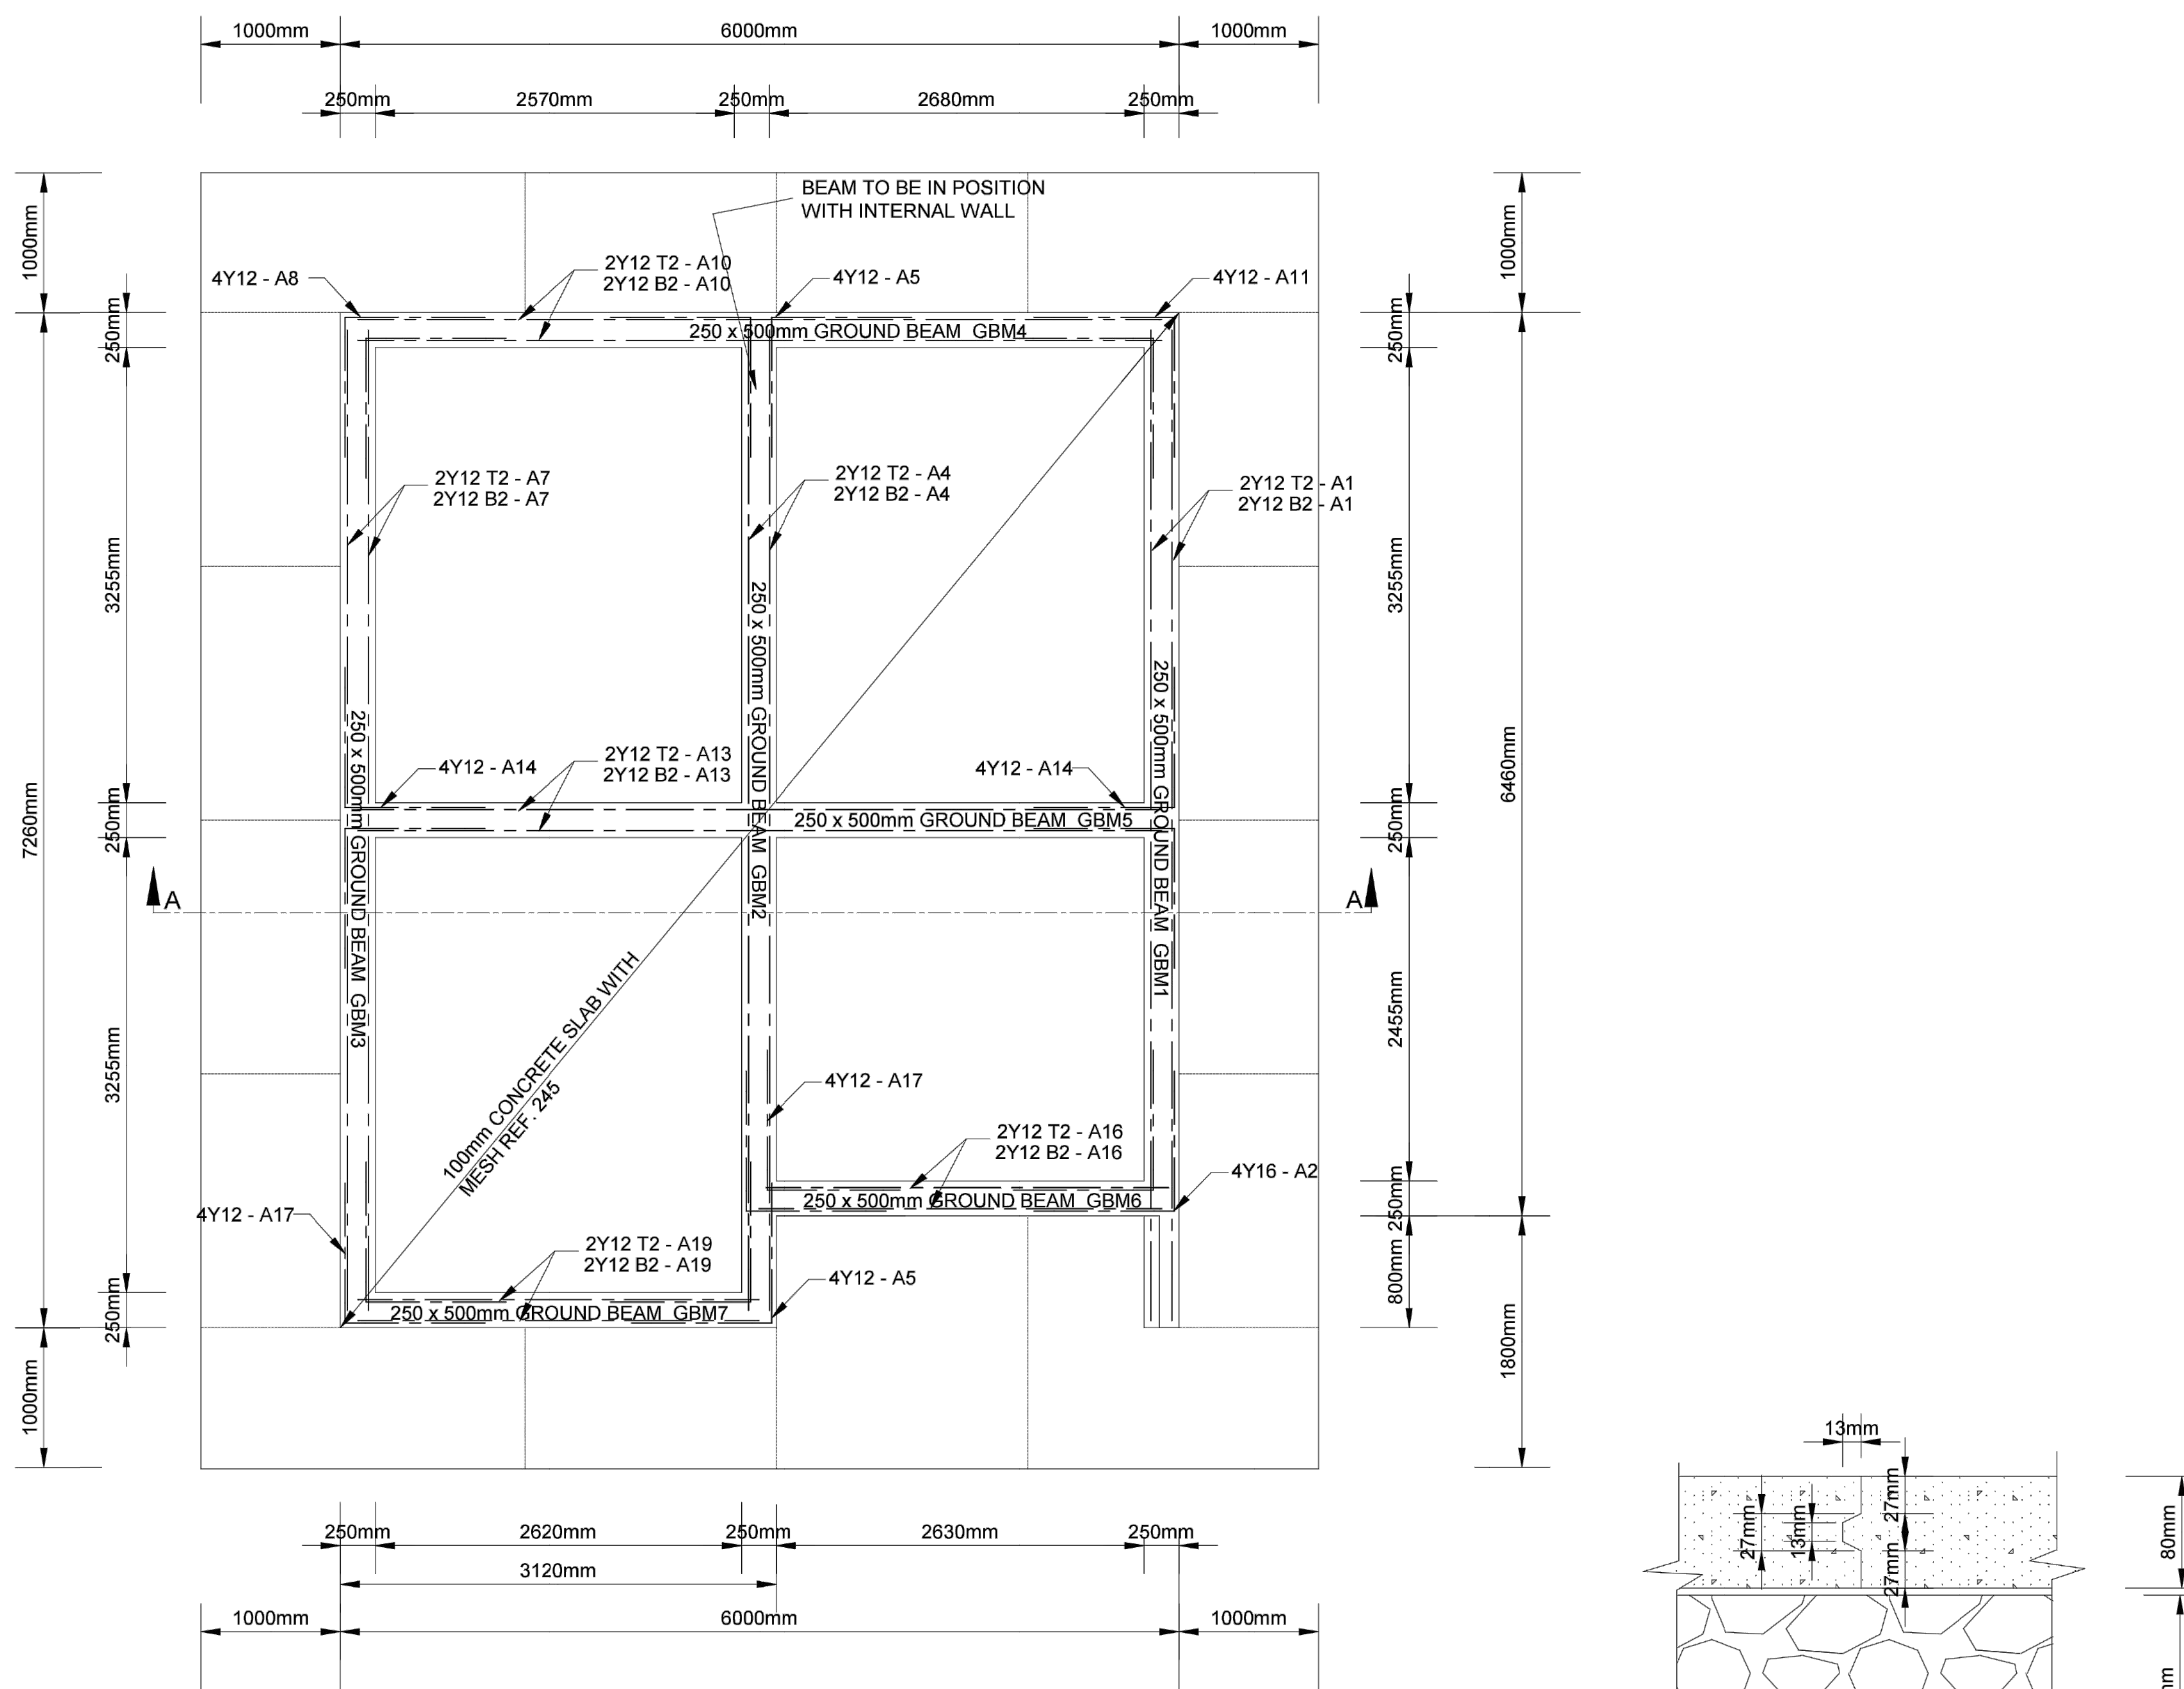 1000mm
6000mm
1000mm
250mm
2570mm
250mm
2680mm
250mm
BEAM TO BE IN POSITION
WITH INTERNAL WALL
1000mm
1000mm
4Y12 - A8
2Y12 T2 - A10
2Y12 B2 - A10
4Y12 - A5
4Y12 - A11
250mm
250 x 500mm GROUND BEAM GBM4
250mm
2Y12 T2 - A7
2Y12 B2 - A7
2Y12 T2 - A4
2Y12 B2 - A4
2Y12 T2 - A1
2Y12 B2 - A1
3255mm
3255mm
250 x 500mm GROUND BEAM GBM3
250 x 500mm GROUND BEAM GBM2
250 x 500mm GROUND BEAM GBM1
7260mm
6460mm
4Y12 - A14
2Y12 T2 - A13
2Y12 B2 - A13
4Y12 - A14
250mm
250 x 500mm GROUND BEAM GBM5
250mm
A
A
100mm CONCRETE SLAB WITH
MESH REF. 245
3255mm
2455mm
4Y12 - A17
2Y12 T2 - A16
2Y12 B2 - A16
4Y16 - A2
250 x 500mm GROUND BEAM GBM6
250mm
4Y12 - A17
2Y12 T2 - A19
2Y12 B2 - A19
4Y12 - A5
800mm
250 x 500mm GROUND BEAM GBM7
250mm
1000mm
1800mm
250mm
2620mm
250mm
2630mm
250mm
3120mm
1000mm
6000mm
1000mm
13mm
27mm
27mm
13mm
27mm
80mm